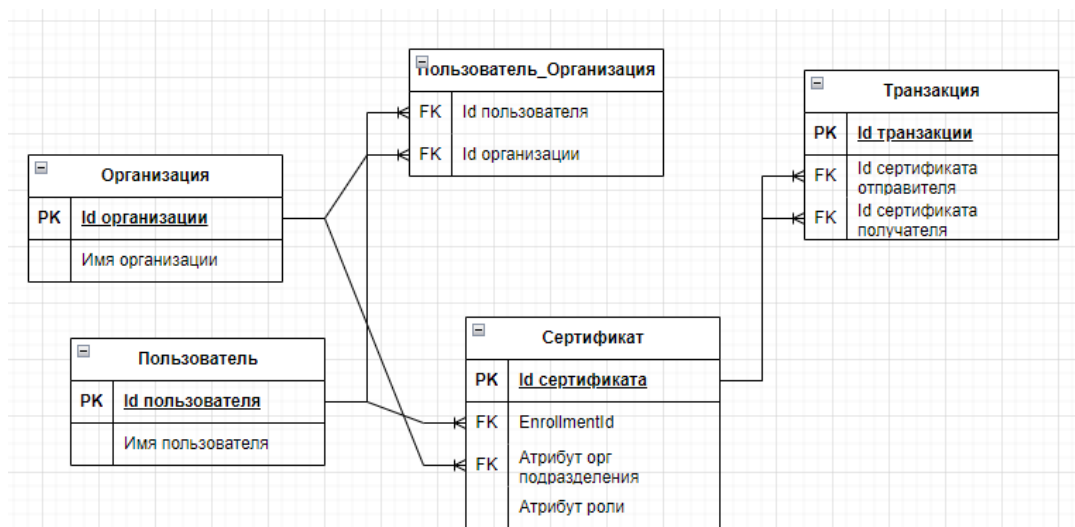 Пользователь_Организация
FK Id пользователя
FK Id организации
Транзакция
PK Id транзакции
FK Id сертификата
отправителя
FK Id сертификата
получателя
Организация
PK Id организации
Имя организации
Пользователь
PK Id пользователя
Имя пользователя
Сертификат
PK Id сертификата
FK EnrollmentId
FK Атрибут орг
подразделения
Атрибут роли